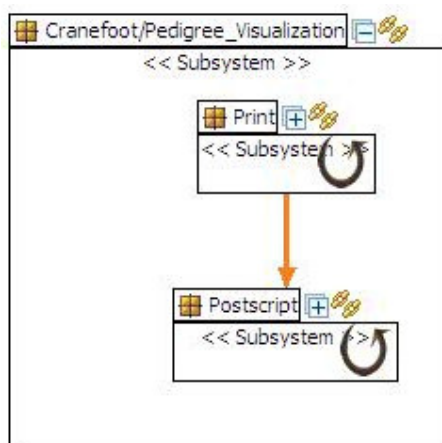 Cranefoot/Pedigree_Visualization
<< Subsystem >>
Print
<< Subsystem >>
Postscript
<< Subsystem >>